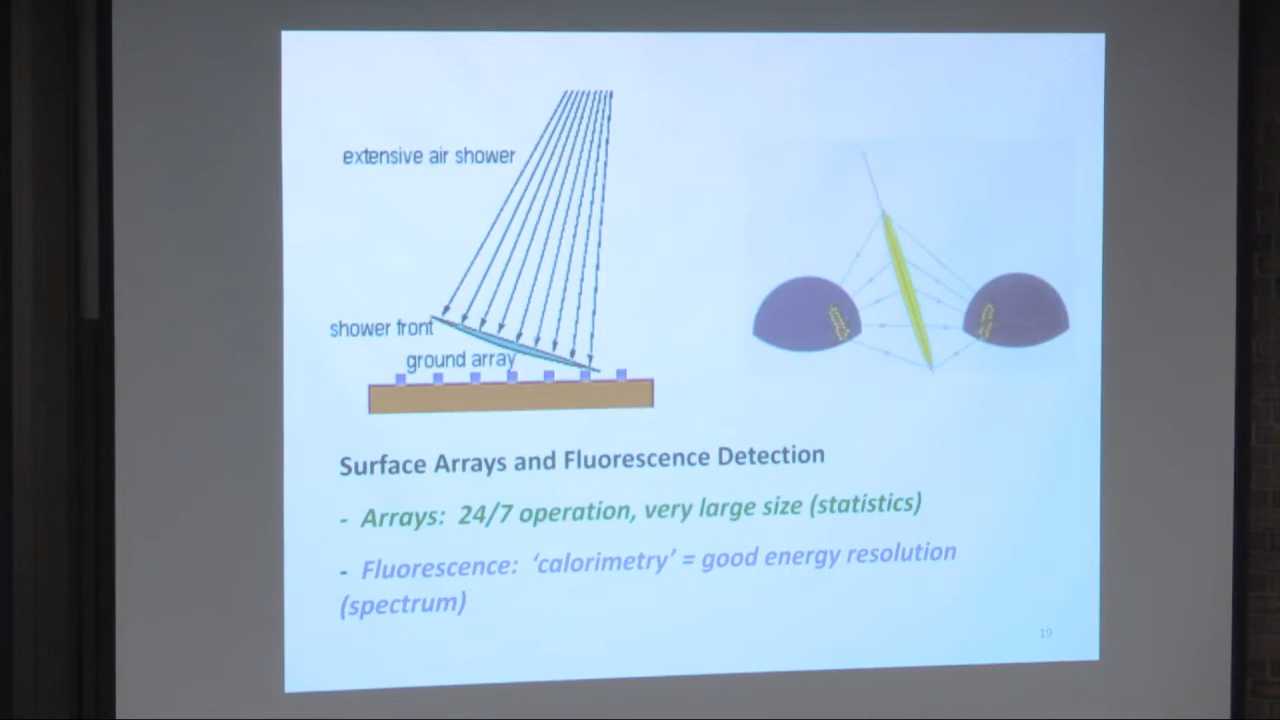 extensive air shower
shower front
ground array
Surface Arrays and Fluorescence Detection
- Arrays: 24/7 operation, very large size (statistics)
- Fluorescence: ‘calorimetry’ = good energy resolution
(spectrum)
19